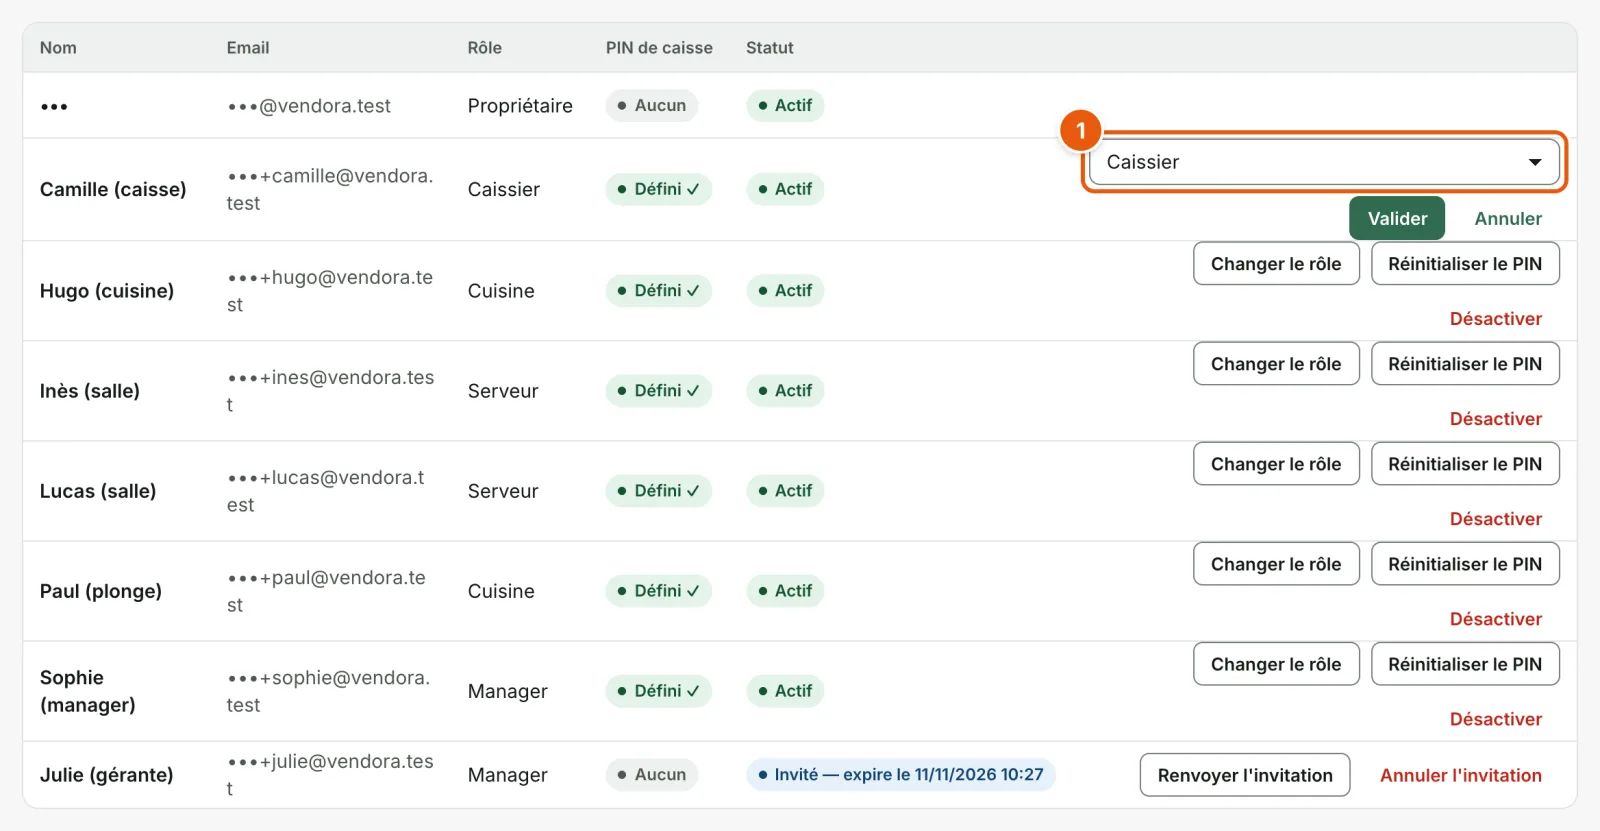 Nom Email Rôle PIN de caisse Statut
••• •••@vendora.test Propriétaire Aucun Actif
1
Caissier
Camille (caisse) •••+camille@vendora.
test Caissier Défini ✓ Actif
Valider Annuler
Hugo (cuisine) •••+hugo@vendora.te
st Cuisine Défini ✓ Actif Changer le rôle Réinitialiser le PIN
Désactiver
Inès (salle) •••+ines@vendora.tes
t Serveur Défini ✓ Actif Changer le rôle Réinitialiser le PIN
Désactiver
Lucas (salle) •••+lucas@vendora.t
est Serveur Défini ✓ Actif Changer le rôle Réinitialiser le PIN
Désactiver
Paul (plonge) •••+paul@vendora.te
st Cuisine Défini ✓ Actif Changer le rôle Réinitialiser le PIN
Désactiver
Sophie
(manager) •••+sophie@vendora.
test Manager Défini ✓ Actif Changer le rôle Réinitialiser le PIN
Désactiver
Julie (gérante) •••+julie@vendora.tes
t Manager Aucun Invité — expire le 11/11/2026 10:27 Renvoyer l'invitation Annuler l'invitation